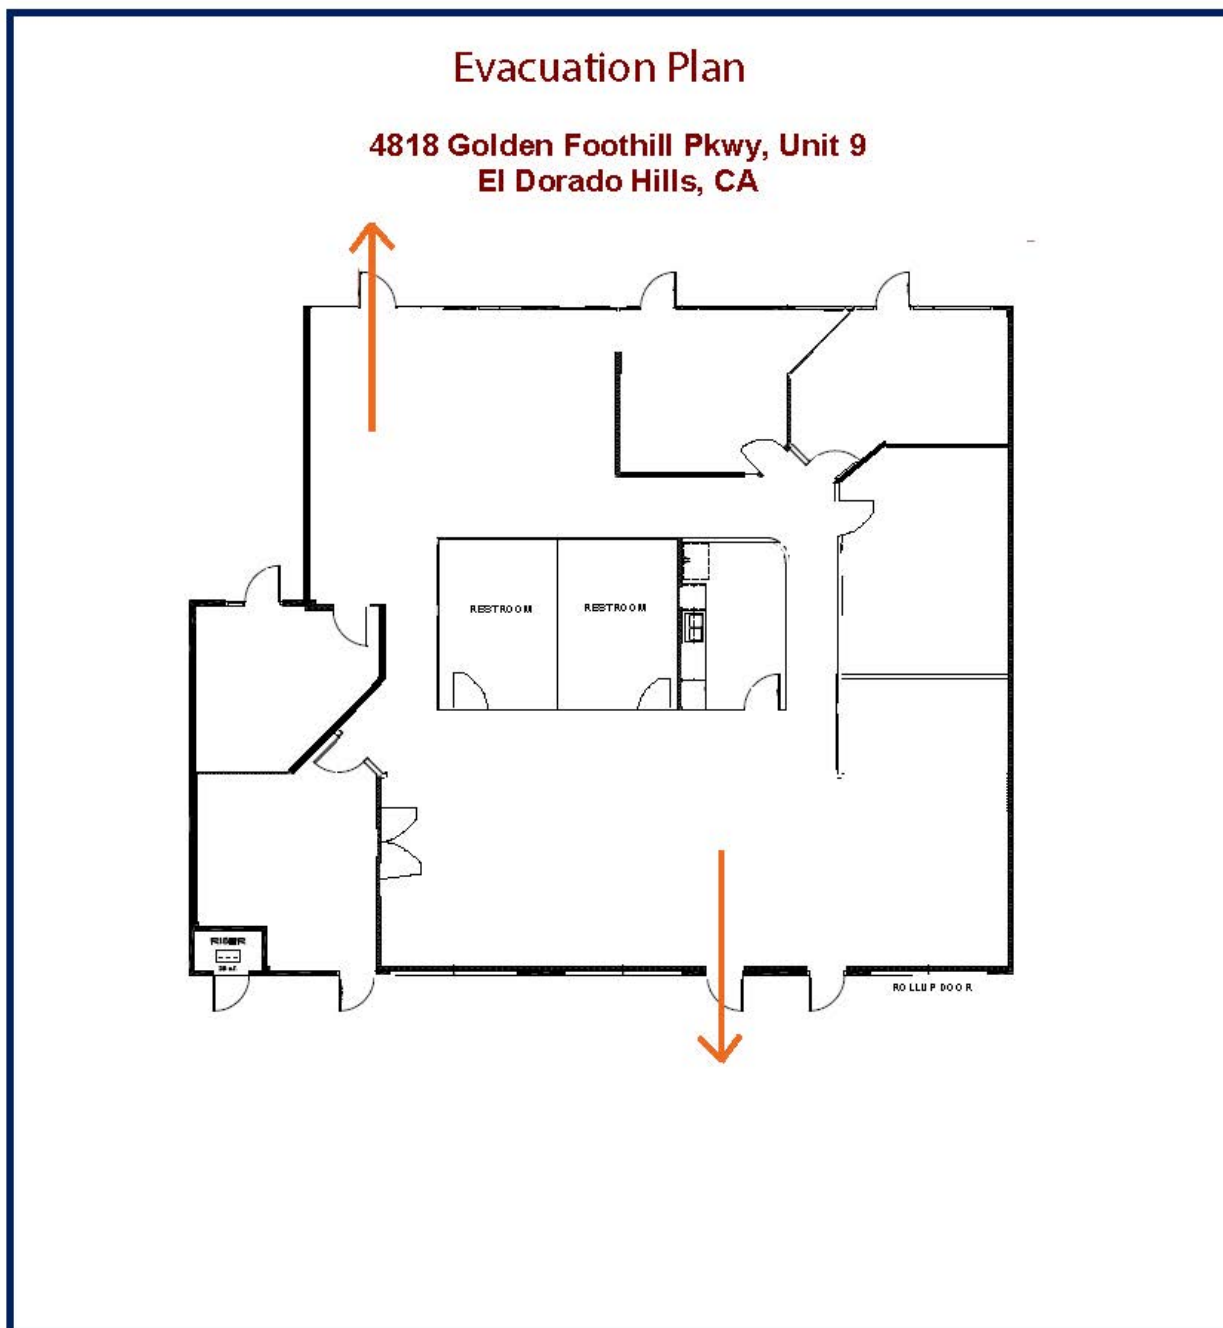 Evacuation Plan
4818 Golden Foothill Pkwy, Unit 9
El Dorado Hills, CA
RESTROOM
RESTROOM
RISER
ROLLUP DOOR